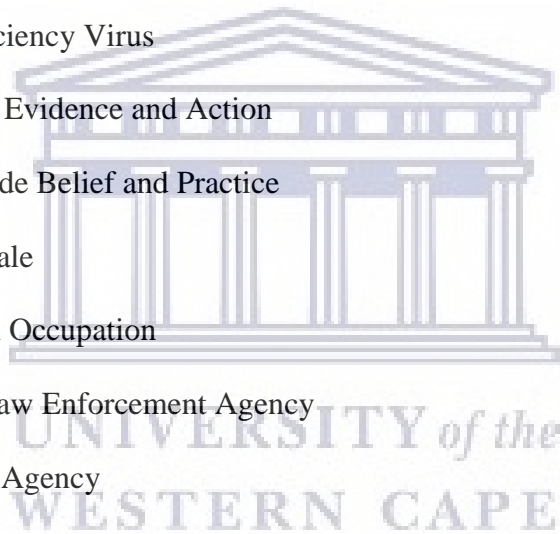 ciency Virus
Evidence and Action
de Belief and Practice
ale
Occupation
aw Enforcement Agency
UNIVERSITY of the
Agency
WESTERN CAPE